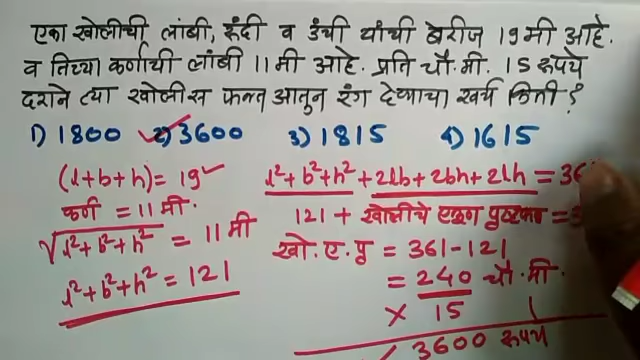 एका खोलीची लांबी, रूंदी व उंची यांची बेरीज 19 मी आहे.
व तिच्या कर्णाची लांबी 11 मी आहे. प्रति चौ. मी. 15 रूपये
दराने त्या खोलीस फक्त आतुन रंग देण्याचा खर्च किती ?
1) 1800 2) 3600 3) 1815 4) 1615
(l+b+h) = 19
कर्ण = 11 मी.
√l²+b²+h² = 11 मी
l²+b²+h² = 121
l²+b²+h² + 2lb + 2bh + 2lh = 36
121 + खोलीचे एकूण पृष्टफळ =
खो. ए. पृ = 361-121
= 240 चौ. मी.
× 15
3600 रूपये